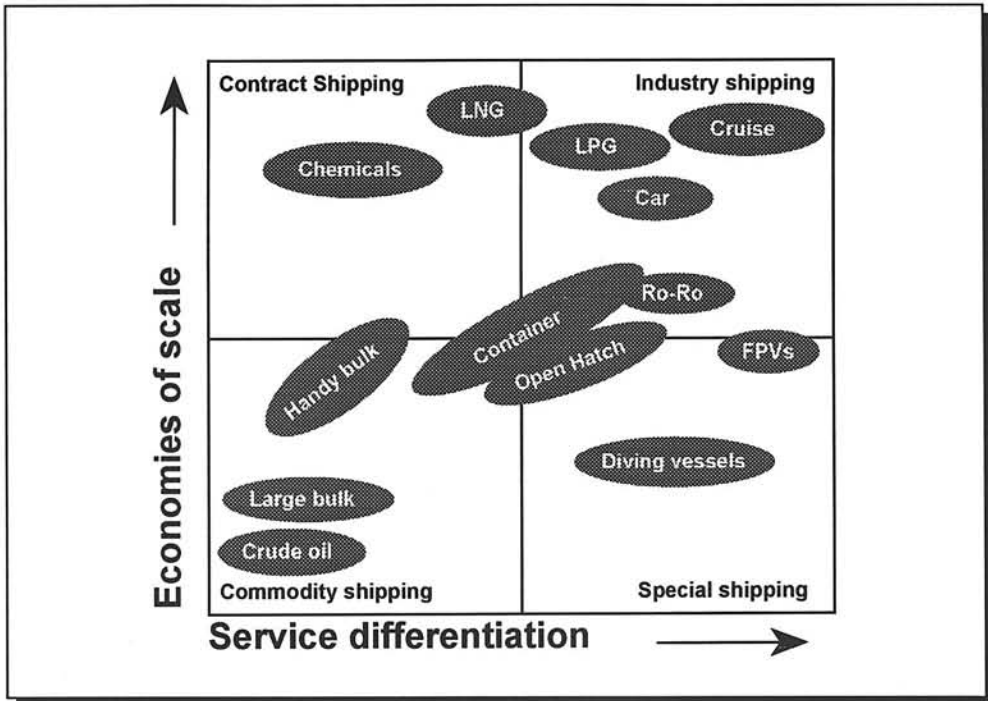 Contract Shipping
Industry shipping
LNG
Cruise
LPG
Chemicals
Car
Ro-Ro
Container
FPVs
Open Hatch
Handy bulk
Diving vessels
Large bulk
Crude oil
Commodity shipping
Special shipping
Economies of scale
Service differentiation